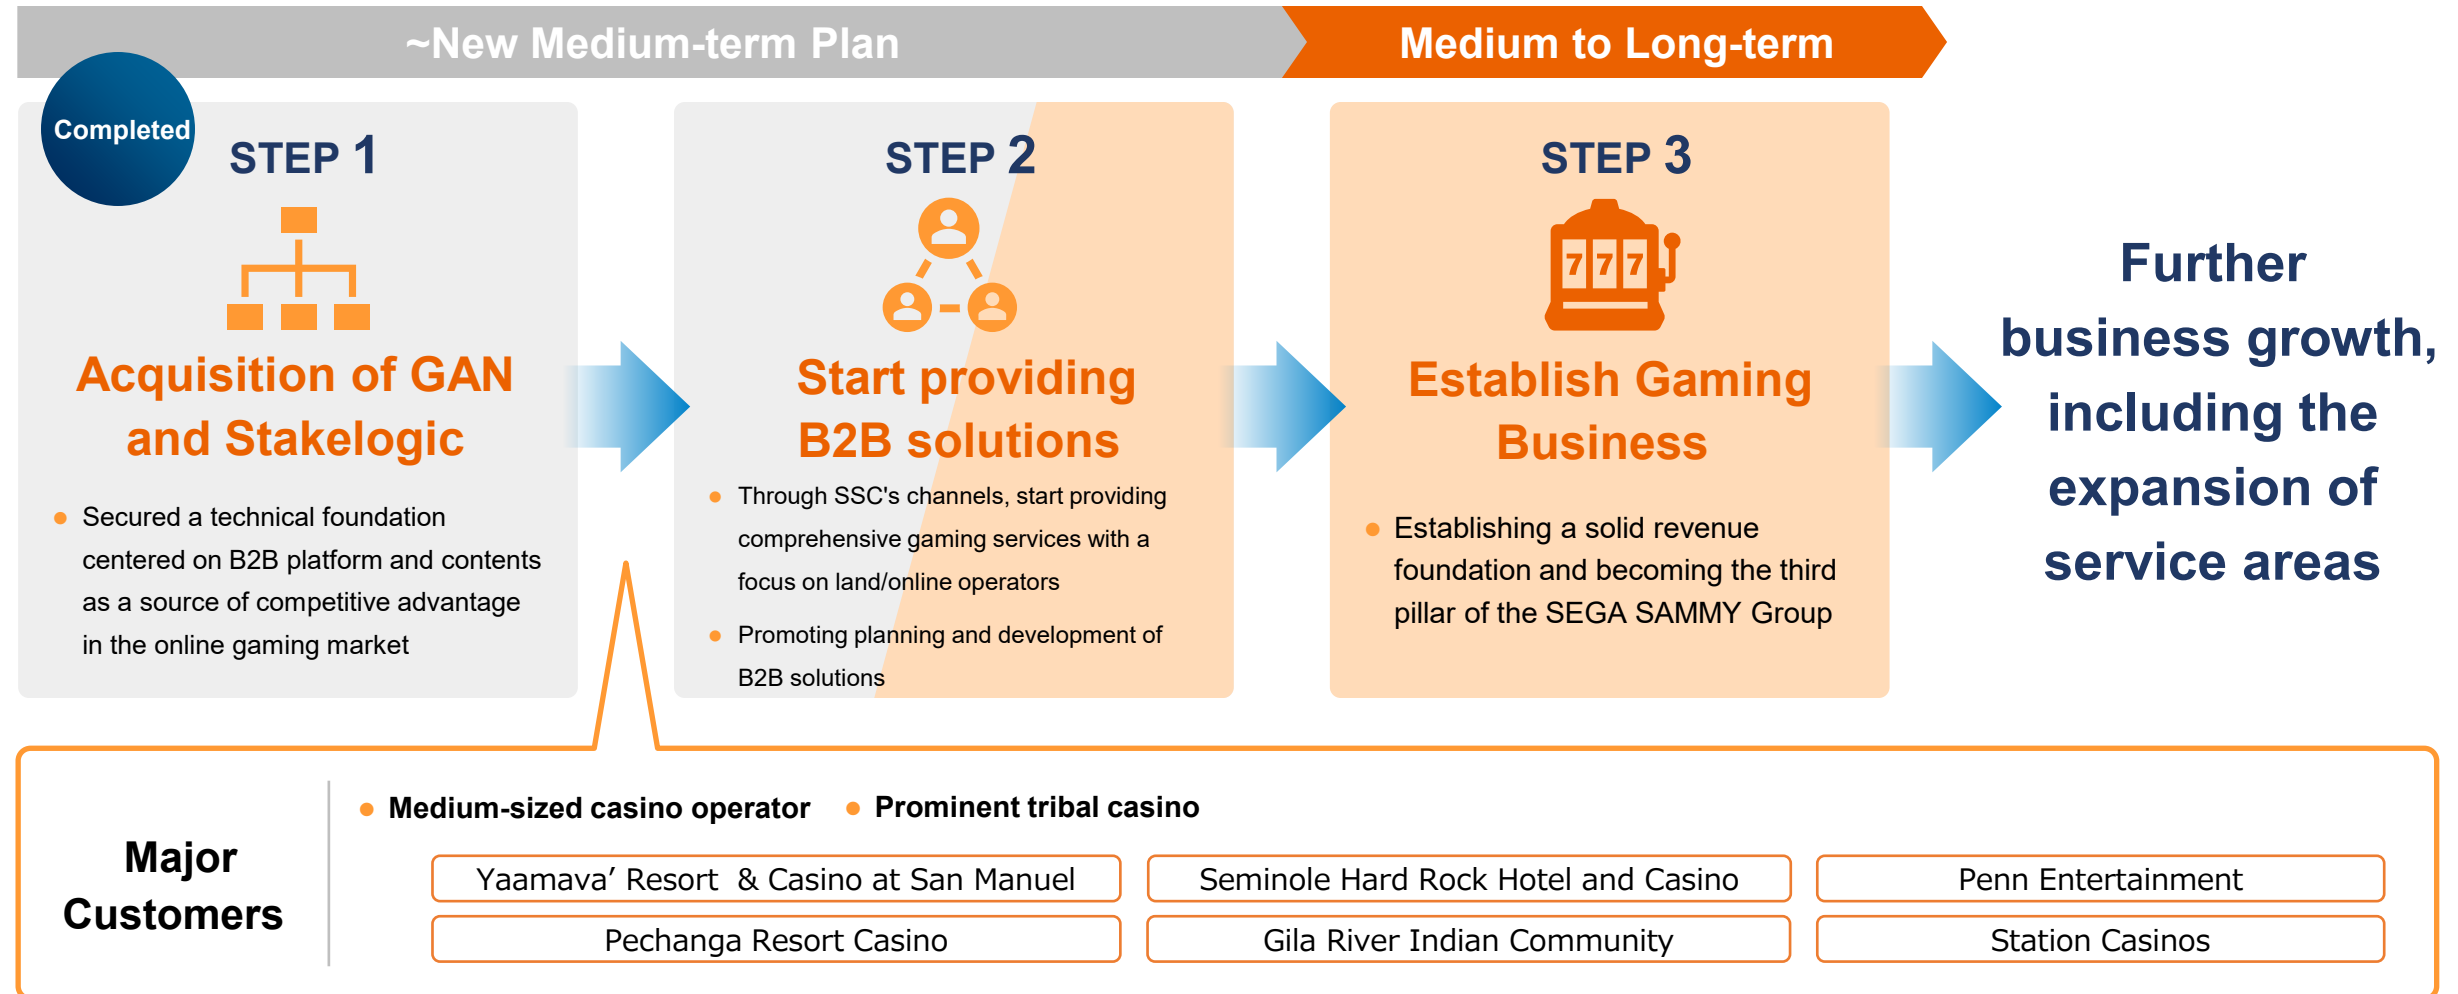 ~New Medium-term Plan
Medium to Long-term
Completed
STEP 1
Acquisition of GAN
and Stakelogic
● Secured a technical foundation
centered on B2B platform and contents
as a source of competitive advantage
in the online gaming market
STEP 2
Start providing
B2B solutions
● Through SSC's channels, start providing
comprehensive gaming services with a
focus on land/online operators
● Promoting planning and development of
B2B solutions
STEP 3
777
Establish Gaming
Business
● Establishing a solid revenue
foundation and becoming the third
pillar of the SEGA SAMMY Group
Further
business growth,
including the
expansion of
service areas
Major
Customers
● Medium-sized casino operator ● Prominent tribal casino
Yaamava’ Resort & Casino at San Manuel
Seminole Hard Rock Hotel and Casino
Penn Entertainment
Pechanga Resort Casino
Gila River Indian Community
Station Casinos